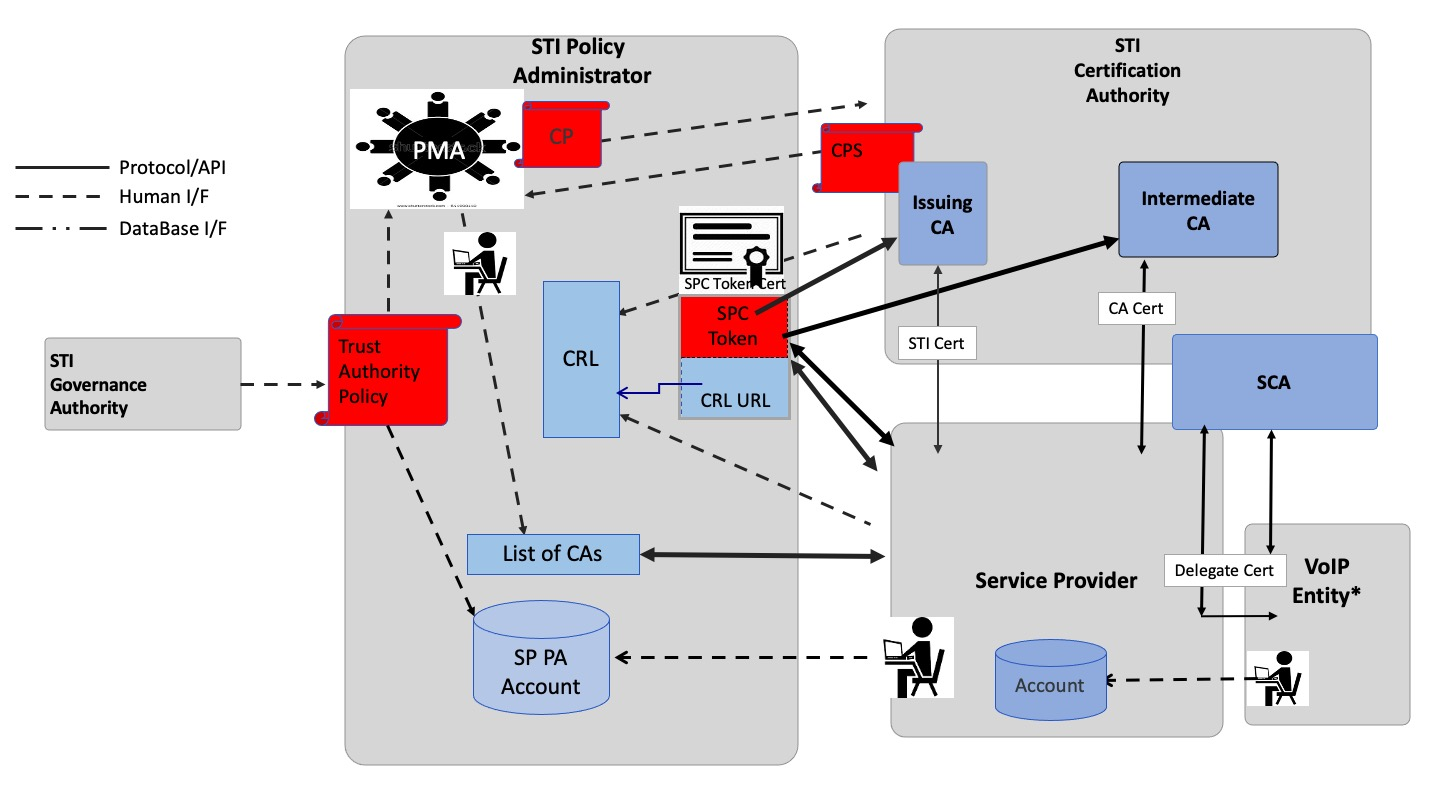 STI Policy
Administrator
STI
Certification
Authority
PMA
CP
CPS
Protocol/API
Human I/F
DataBase I/F
Issuing
CA
Intermediate
CA
SPC Token Cert
SPC
Token
CRL
CRL URL
STI Cert
CA Cert
STI
Governance
Authority
Trust
Authority
Policy
SCA
List of CAs
Service Provider
Delegate Cert
VoIP
Entity*
SP PA
Account
Account